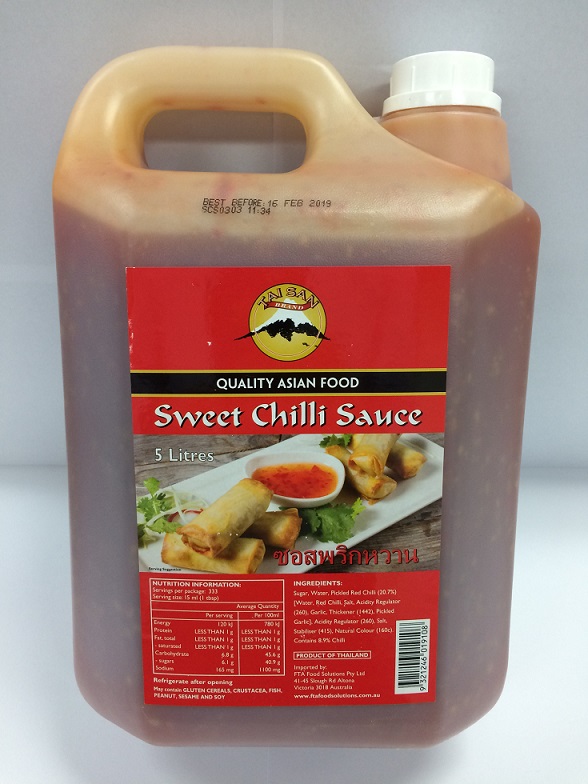 BEST BEFORE: 16 FEB 2019
SCS0303 11:34
TAI SAN
BRAND
QUALITY ASIAN FOOD
Sweet Chilli Sauce
5 Litres
ซอสพริกหวาน
Serving Suggestion
NUTRITION INFORMATION:
Servings per package: 333
Serving size: 15 ml (1 tbsp)
Average Quantity
Per serving Per 100ml
Energy 120 kJ 780 kJ
Protein LESS THAN 1 g LESS THAN 1 g
Fat, total LESS THAN 1 g LESS THAN 1 g
- saturated LESS THAN 1 g LESS THAN 1 g
Carbohydrate 6.8 g 45.6 g
- sugars 6.1 g 40.9 g
Sodium 165 mg 1100 mg
Refrigerate after opening
May contain GLUTEN CEREALS, CRUSTACEA, FISH,
PEANUT, SESAME AND SOY
INGREDIENTS:
Sugar, Water, Pickled Red Chilli (20.7%)
[Water, Red Chilli, Salt, Acidity Regulator
(260), Garlic, Thickener (1442), Pickled
Garlic], Acidity Regulator (260), Salt,
Stabiliser (415), Natural Colour (160c).
Contains 8.9% Chilli
PRODUCT OF THAILAND
Imported by:
FTA Food Solutions Pty Ltd
41-45 Slough Rd Altona
Victoria 3018 Australia
www.ftafoodsolutions.com.au
9 321246 019108